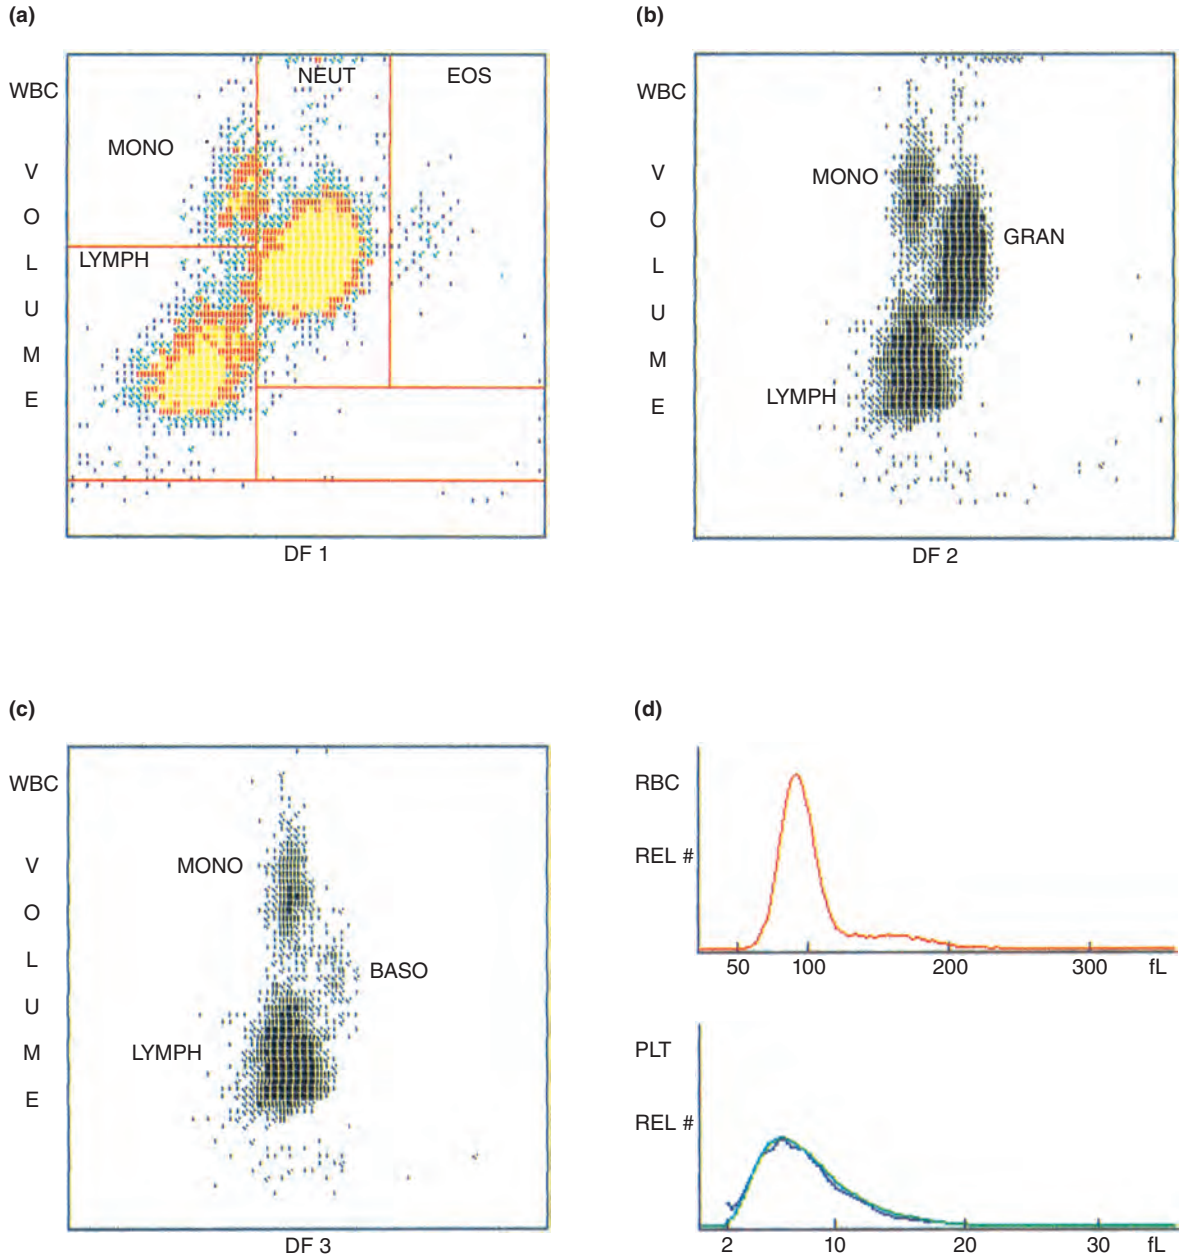 (a)
WBC
V
O
L
U
M
E
NEUT
EOS
MONO
LYMPH
DF 1
(b)
WBC
V
O
L
U
M
E
MONO
GRAN
LYMPH
DF 2
(c)
WBC
V
O
L
U
M
E
MONO
BASO
LYMPH
DF 3
(d)
RBC
REL #
50 100 200 300 fL
PLT
REL #
2 10 20 30 fL